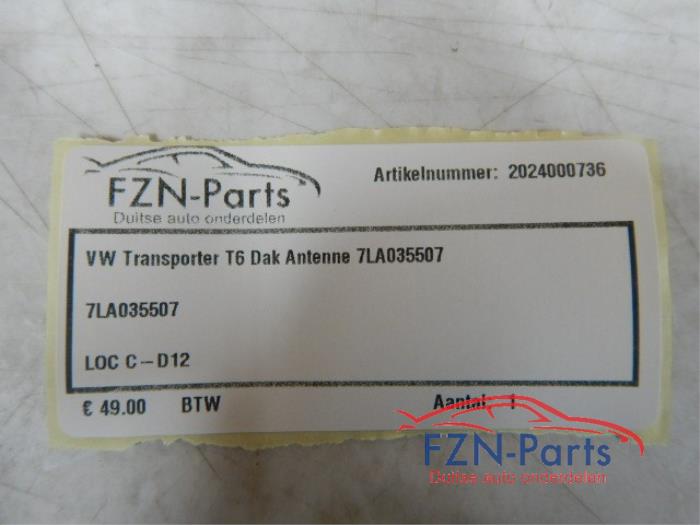 FZN-Parts
Duitse auto onderdelen
Artikelnummer: 2024000736
VW Transporter T6 Dak Antenne 7LA035507
7LA035507
LOC C-D12
€ 49.00 BTW Aantal: 1
FZN-Parts
Duitse auto onderdelen